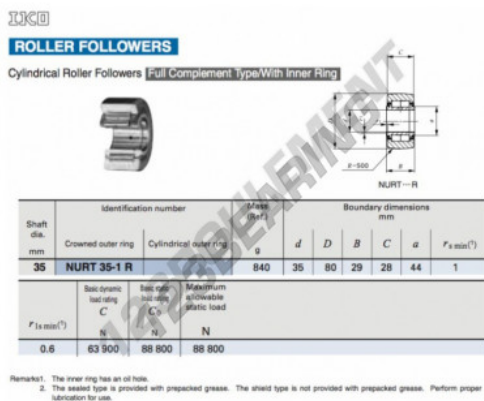 IKO
ROLLER FOLLOWERS
Cylindrical Roller Followers Full Complement Type/With Inner Ring
C
R=500
B
NURT…R
Shaft dia. mm
Identification number
Mass (Ref.) g
Boundary dimensions mm
Crowned outer ring Cylindrical outer ring d D B C a rs min(1)
35 NURT 35-1 R 840 35 80 29 28 44 1
r1s min(1)
Basic dynamic load rating C N
Basic static load rating C0 N
Maximum allowable static load N
0.6 63 900 88 800 88 800
Remarks1. The inner ring has an oil hole.
2. The sealed type is provided with prepacked grease. The shield type is not provided with prepacked grease. Perform proper
lubrication for use.
123BEARING